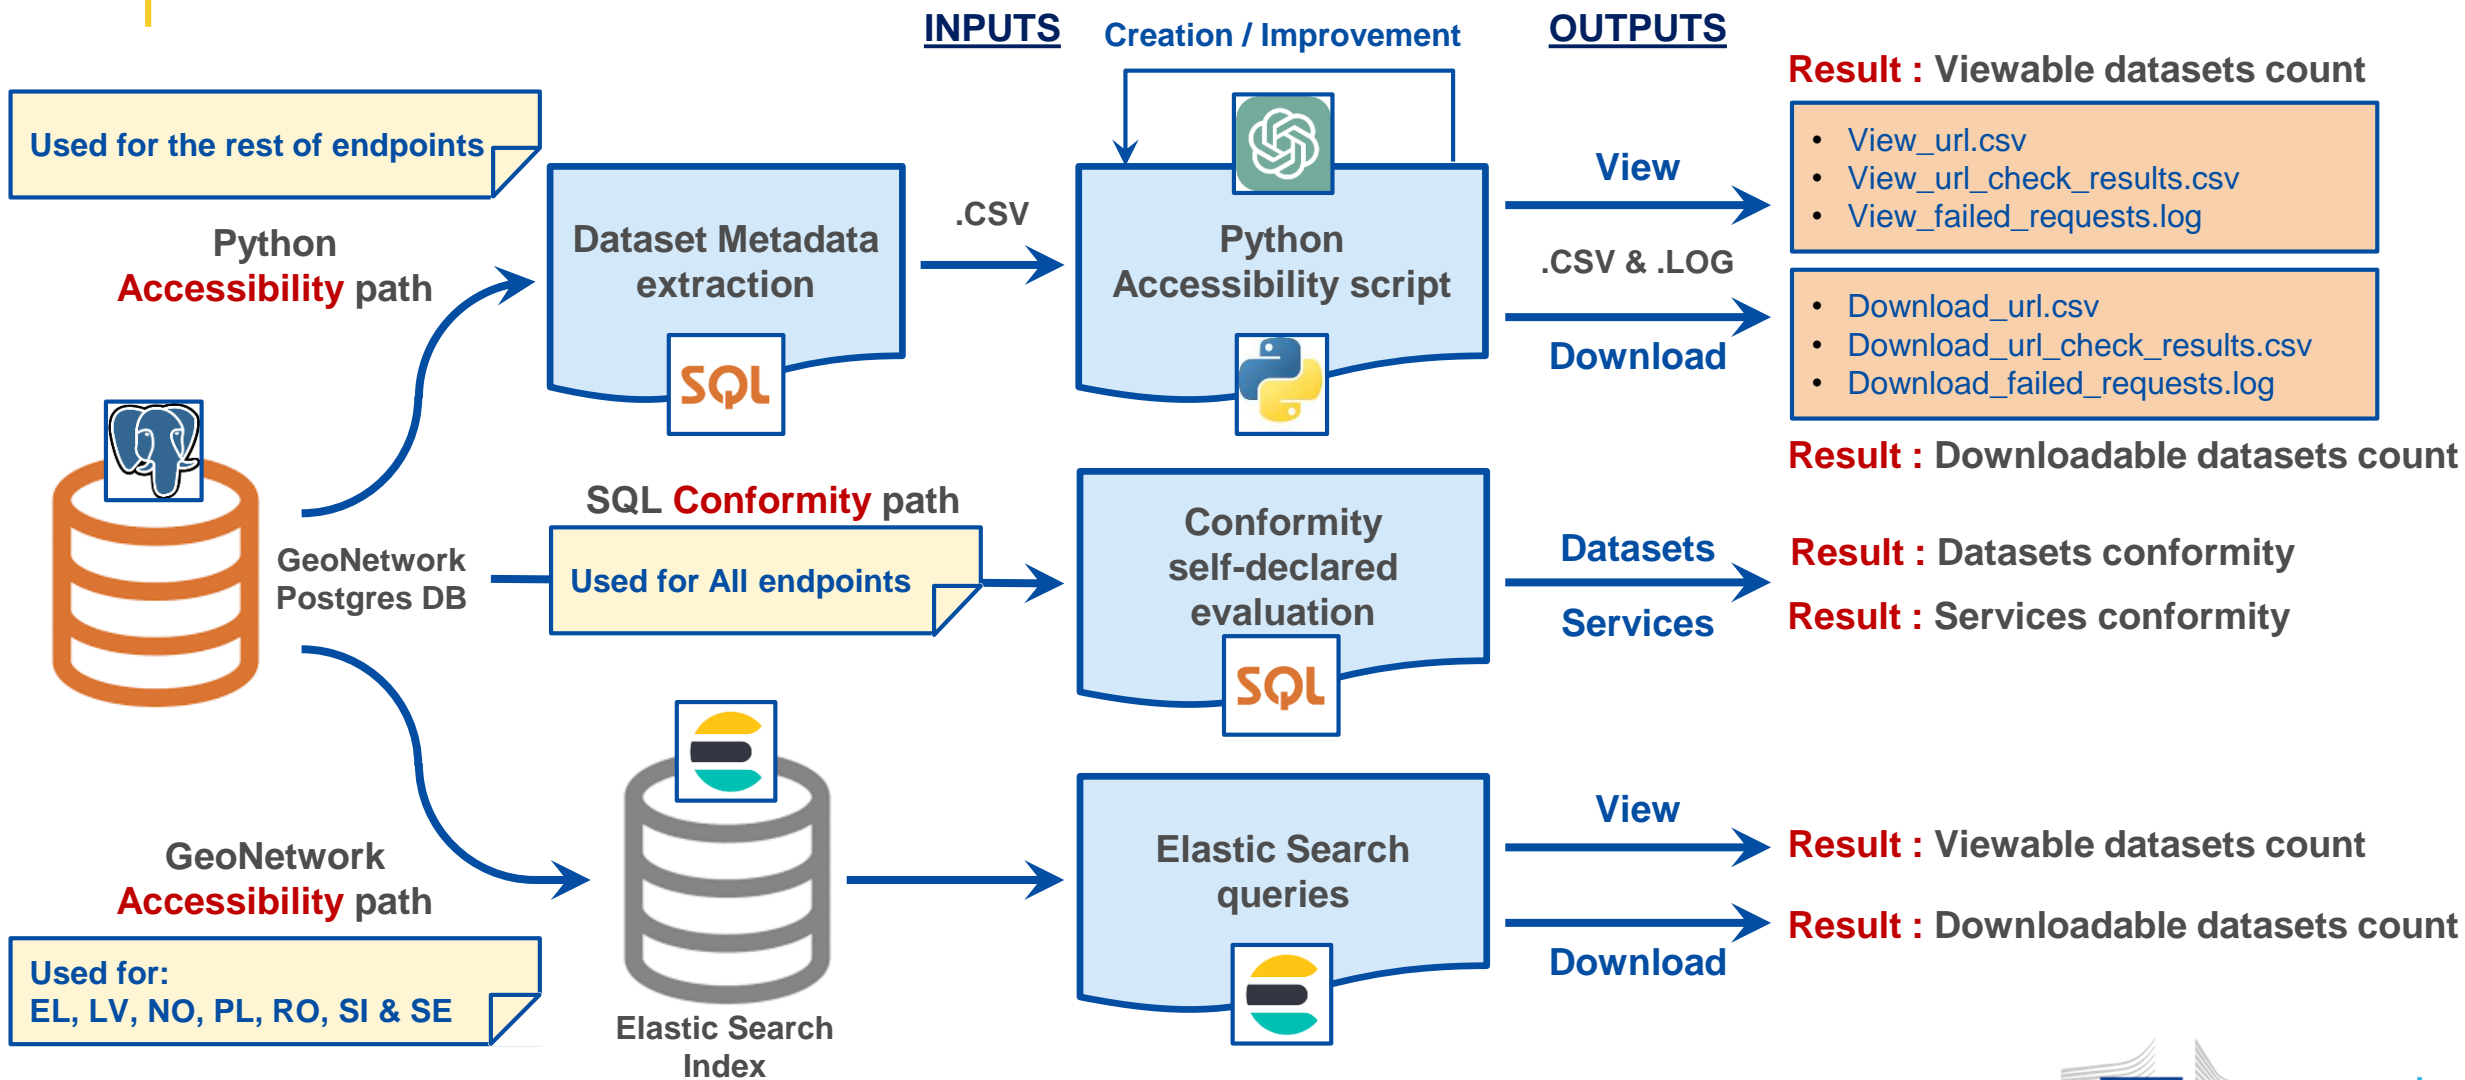 INPUTS
Creation / Improvement
OUTPUTS
Result : Viewable datasets count
Used for the rest of endpoints
View
• View_url.csv
• View_url_check_results.csv
• View_failed_requests.log
Python
Accessibility path
Dataset Metadata
extraction
SQL
.CSV
Python
Accessibility script
.CSV & .LOG
Download
• Download_url.csv
• Download_url_check_results.csv
• Download_failed_requests.log
Result : Downloadable datasets count
GeoNetwork
Postgres DB
SQL Conformity path
Used for All endpoints
Conformity
self-declared
evaluation
SQL
Datasets
Services
Result : Datasets conformity
Result : Services conformity
GeoNetwork
Accessibility path
Used for:
EL, LV, NO, PL, RO, SI & SE
Elastic Search
Index
Elastic Search
queries
View
Download
Result : Viewable datasets count
Result : Downloadable datasets count